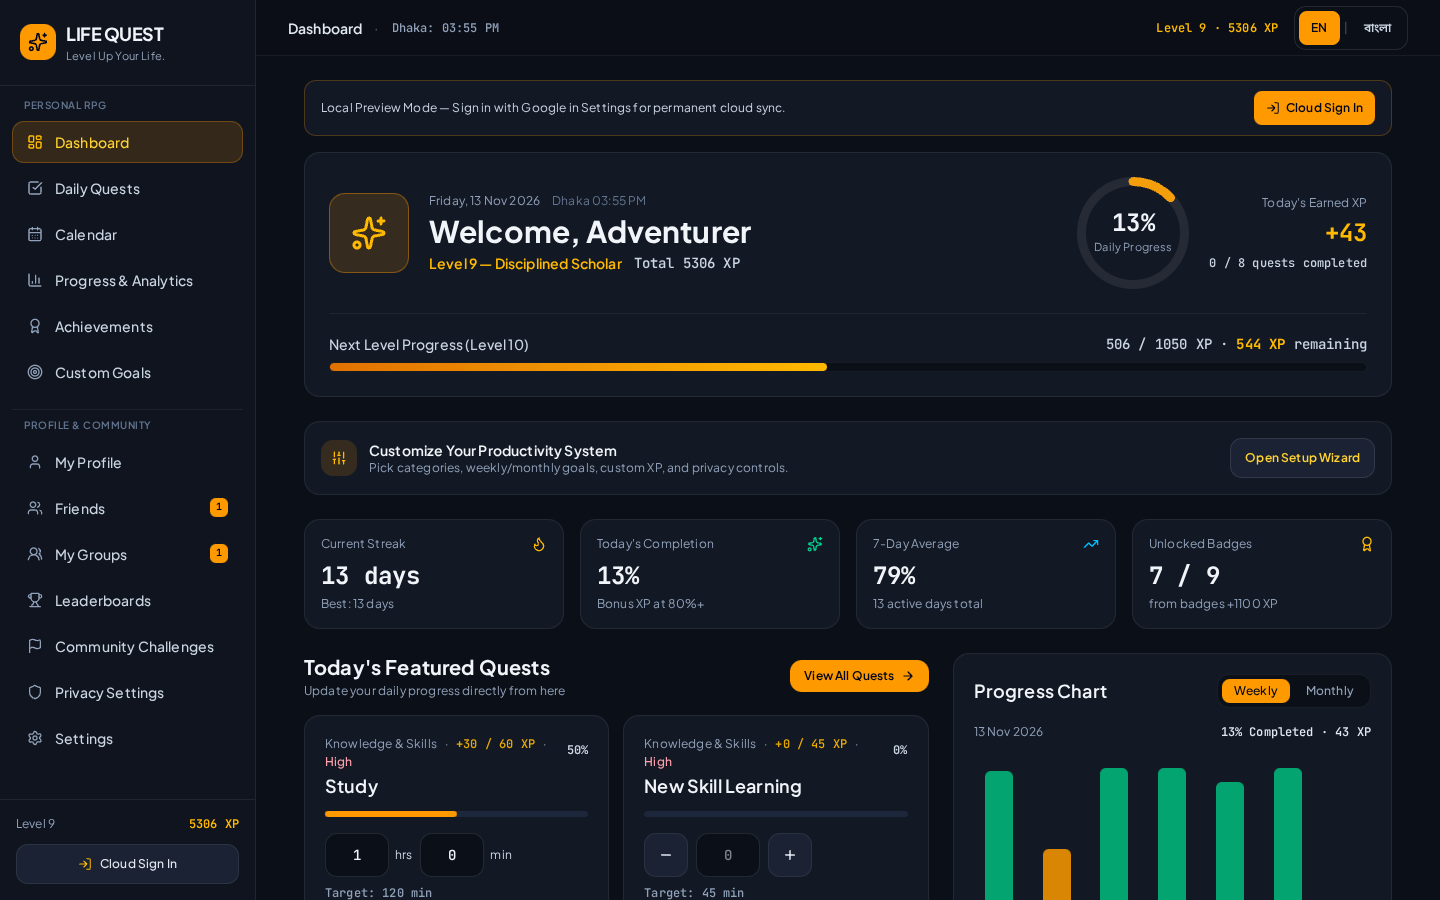 LIFE QUEST
Level Up Your Life.
PERSONAL RPG
Dashboard
Daily Quests
Calendar
Progress & Analytics
Achievements
Custom Goals
PROFILE & COMMUNITY
My Profile
Friends 1
My Groups 1
Leaderboards
Community Challenges
Privacy Settings
Settings
Level 9 5306 XP
Cloud Sign In
Dashboard · Dhaka: 03:55 PM
Level 9 · 5306 XP
EN | বাংলা
Local Preview Mode — Sign in with Google in Settings for permanent cloud sync.
Cloud Sign In
Friday, 13 Nov 2026 Dhaka 03:55 PM
Welcome, Adventurer
Level 9 — Disciplined Scholar Total 5306 XP
13%
Daily Progress
Today's Earned XP
+43
0 / 8 quests completed
Next Level Progress (Level 10)
506 / 1050 XP · 544 XP remaining
Customize Your Productivity System
Pick categories, weekly/monthly goals, custom XP, and privacy controls.
Open Setup Wizard
Current Streak
13 days
Best: 13 days
Today's Completion
13%
Bonus XP at 80%+
7-Day Average
79%
13 active days total
Unlocked Badges
7 / 9
from badges +1100 XP
Today's Featured Quests
Update your daily progress directly from here
View All Quests
Knowledge & Skills · +30 / 60 XP ·
High
50%
Study
1 hrs 0 min
Target: 120 min
Knowledge & Skills · +0 / 45 XP ·
High
0%
New Skill Learning
− 0 +
Target: 45 min
Progress Chart
Weekly Monthly
13 Nov 2026
13% Completed · 43 XP